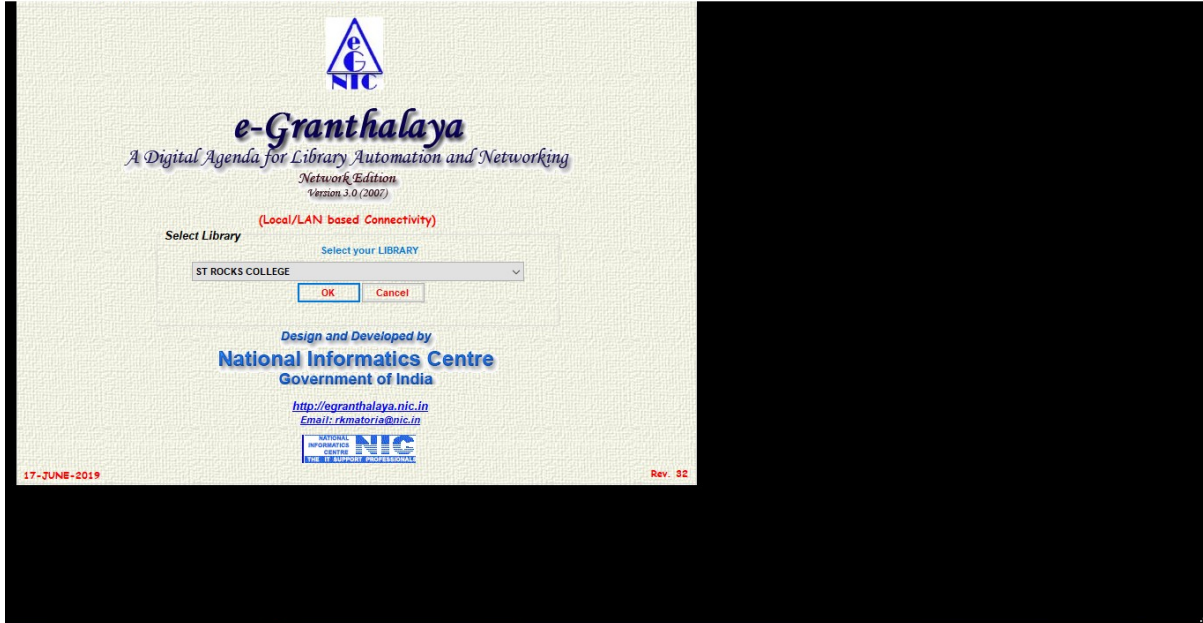 e
G
NIC
e-Granthalaya
A Digital Agenda for Library Automation and Networking
Network Edition
Version 3.0 (2007)
(Local/LAN based Connectivity)
Select Library
Select your LIBRARY
ST ROCKS COLLEGE
OK Cancel
Design and Developed by
National Informatics Centre
Government of India
http://egranthalaya.nic.in
Email: rkmatoria@nic.in
NATIONAL
INFORMATICS
CENTRE
NIC
THE IT SUPPORT PROFESSIONALS
17-JUNE-2019 Rev. 32